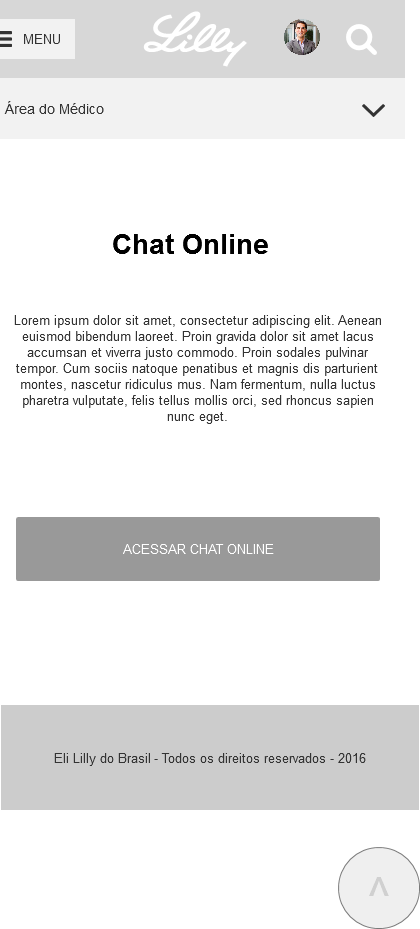 MENU
Lilly
Área do Médico
Chat Online
Lorem ipsum dolor sit amet, consectetur adipiscing elit. Aenean
euismod bibendum laoreet. Proin gravida dolor sit amet lacus
accumsan et viverra justo commodo. Proin sodales pulvinar
tempor. Cum sociis natoque penatibus et magnis dis parturient
montes, nascetur ridiculus mus. Nam fermentum, nulla luctus
pharetra vulputate, felis tellus mollis orci, sed rhoncus sapien
nunc eget.
ACESSAR CHAT ONLINE
Eli Lilly do Brasil - Todos os direitos reservados - 2016